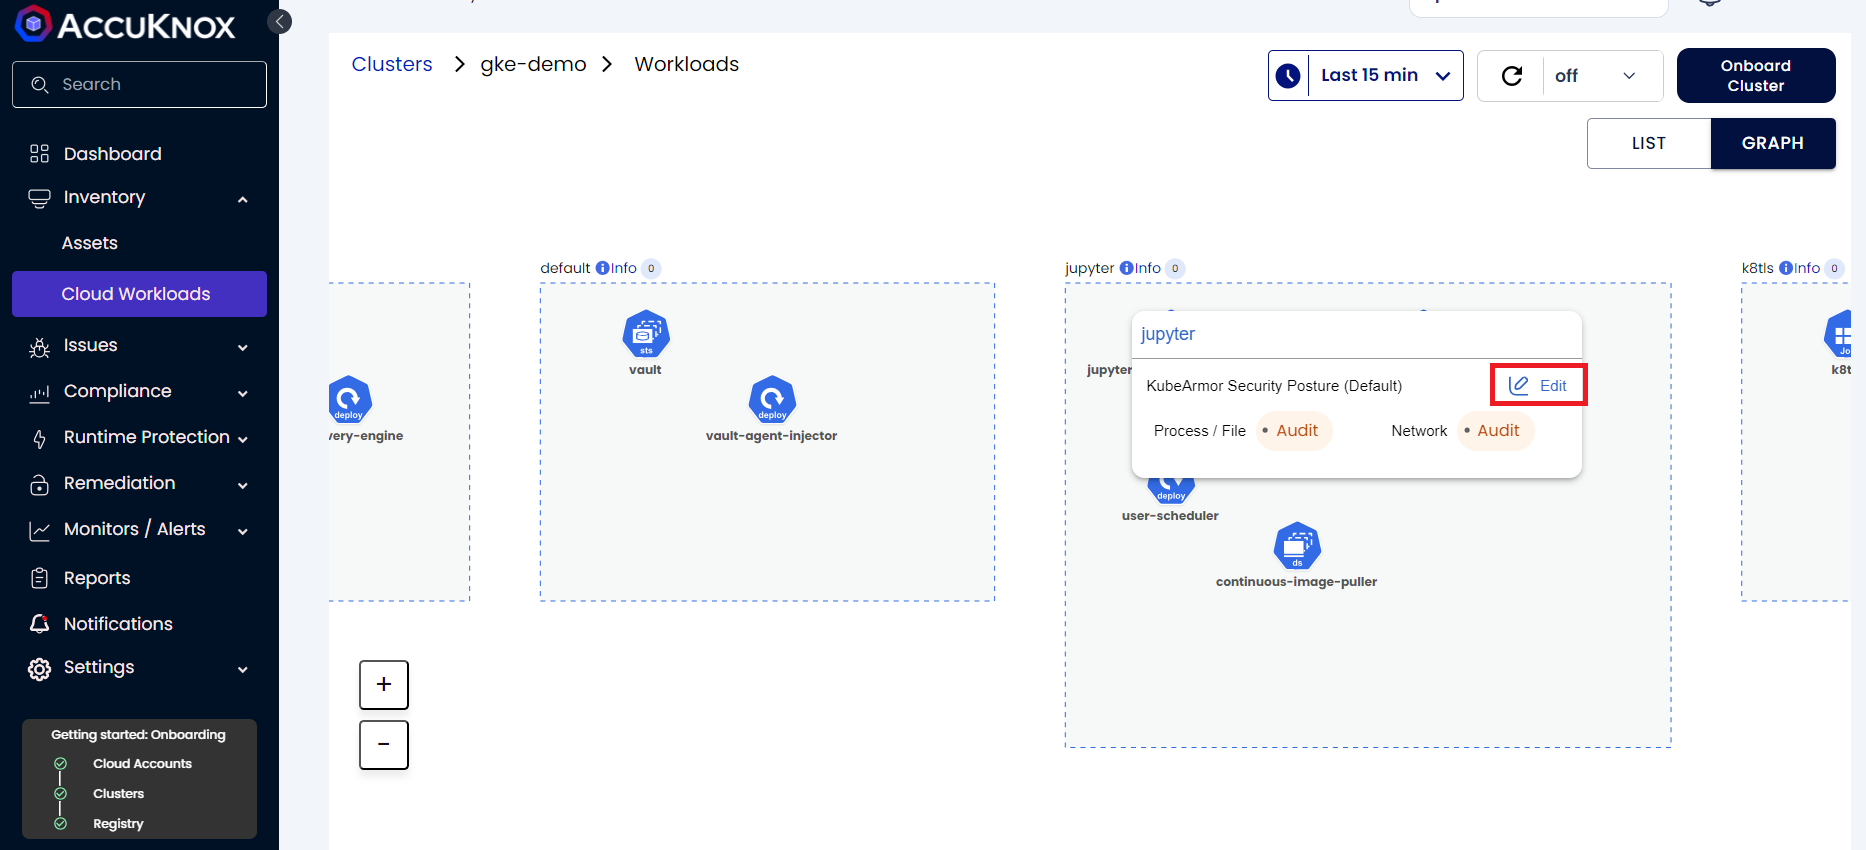 ACCUKNOX
Search
Dashboard
Inventory
Assets
Cloud Workloads
Issues
Compliance
Runtime Protection
Remediation
Monitors / Alerts
Reports
Notifications
Settings
Getting started: Onboarding
Cloud Accounts
Clusters
Registry
Clusters > gke-demo > Workloads
Last 15 min
off
Onboard
Cluster
LIST
GRAPH
default Info 0
sts
vault
deploy
vault-agent-injector
deploy
very-engine
jupyter Info 0
jupyter
jupyter
KubeArmor Security Posture (Default)
Edit
Process / File • Audit
Network • Audit
deploy
user-scheduler
ds
continuous-image-puller
k8tls Info 0
Jo
k8t
+
-